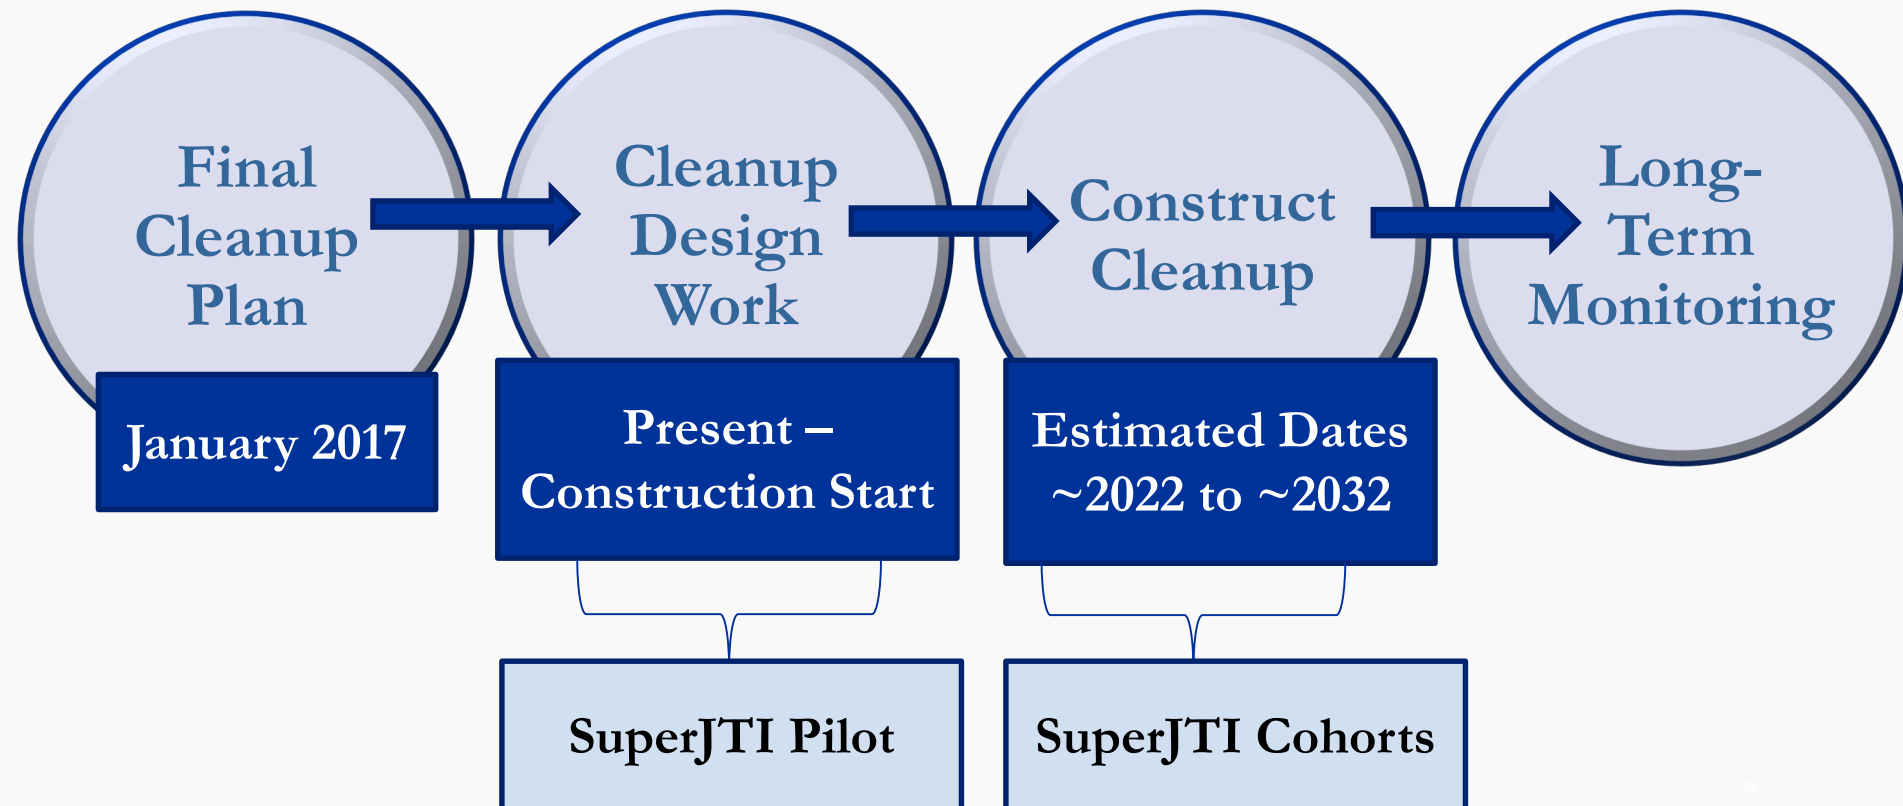 Final
Cleanup
Plan
January 2017
Cleanup
Design
Work
Present –
Construction Start
SuperJTI Pilot
Construct
Cleanup
Estimated Dates
~2022 to ~2032
SuperJTI Cohorts
Long-
Term
Monitoring
9